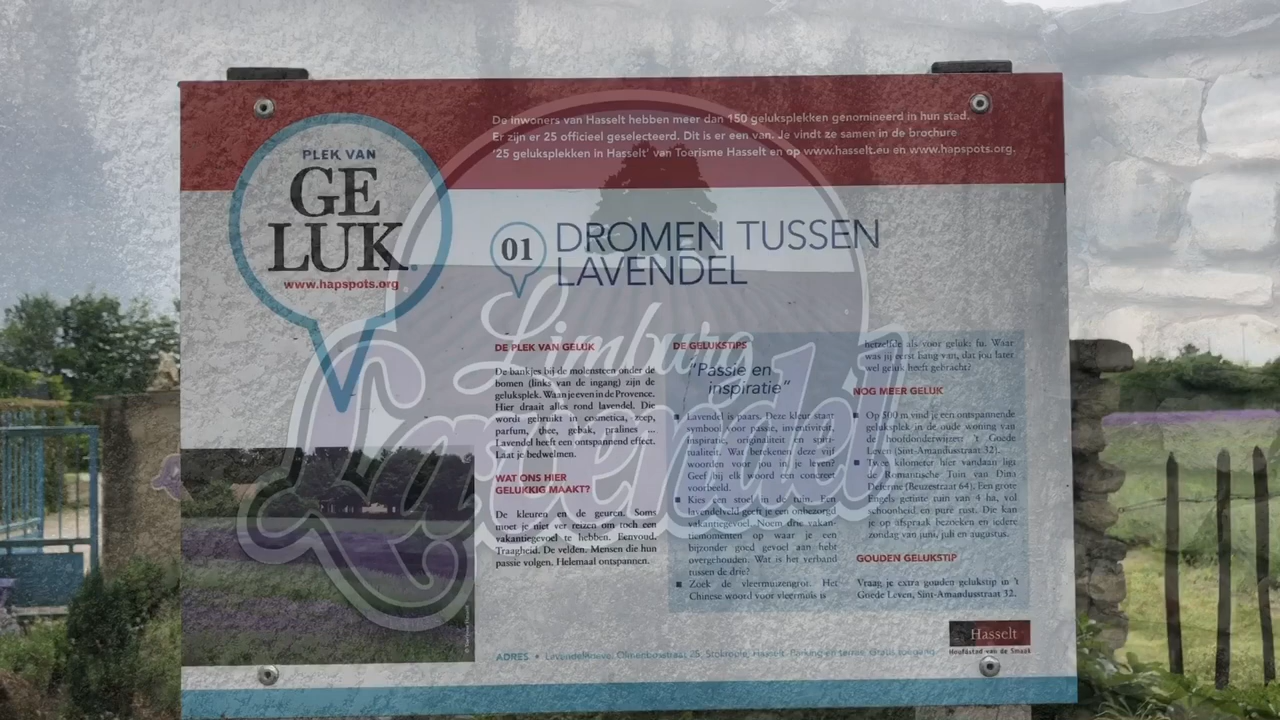 De inwoners van Hasselt hebben meer dan 150 geluksplekken genomineerd in hun stad.
Er zijn er 25 officieel geselecteerd. Dit is er een van. Je vindt ze samen in de brochure
'25 geluksplekken in Hasselt' van Toerisme Hasselt en op www.hasselt.eu en www.hapspots.org.
PLEK VAN
GE
LUK
www.hapspots.org
01
DROMEN TUSSEN
LAVENDEL
Limburg
DE PLEK VAN GELUK
De bankjes bij de molensteen onder de
bomen (links van de ingang) zijn de
geluksplek. Waan je even in de Provence.
Hier draait alles rond lavendel. Die
wordt gebruikt in cosmetica, zeep,
parfum, thee, gebak, pralines ...
Lavendel heeft een ontspannend effect.
Laat je bedwelmen.
WAT ONS HIER
GELUKKIG MAAKT?
De kleuren en de geuren. Soms
moet je niet ver reizen om toch een
vakantiegevoel te hebben. Eenvoud.
Traagheid. De velden. Mensen die hun
passie volgen. Helemaal ontspannen.
DE GELUKSTIPS
"Passie en
inspiratie"
Lavendel is paars. Deze kleur staat
symbool voor passie, inventiviteit,
inspiratie, originaliteit en spiri-
tualiteit. Wat betekenen deze vijf
woorden voor jou in je leven?
Geef bij elk woord een concreet
voorbeeld.
Kies een stoel in de tuin. Een
lavendelveld geeft je een onbezorgd
vakantiegevoel. Noem drie vakan-
tiemomenten op waar je een
bijzonder goed gevoel aan hebt
overgehouden. Wat is het verband
tussen de drie?
Zoek de vleermuizengrot. Het
Chinese woord voor vleermuis is
hetzelfde als voor geluk: fu. Waar
was jij eerst bang van, dat jou later
wel geluk heeft gebracht?
NOG MEER GELUK
Op 500 m vind je een ontspannende
geluksplek in de oude woning van
de hoofdonderwijzer: 't Goede
Leven (Sint-Amandusstraat 32).
Twee kilometer hier vandaan ligt
de Romantische Tuin van Dina
Deferme (Beuzestraat 64). Een grote
Engels getinte tuin van 4 ha, vol
schoonheid en pure rust. Die kan
je op afspraak bezoeken en iedere
zondag van juni, juli en augustus.
GOUDEN GELUKSTIP
Vraag je extra gouden gelukstip in 't
Goede Leven, Sint-Amandusstraat 32.
ADRES • Lavendelhoeve, Olmenbosstraat 25, Stokrooie, Hasselt. Parking en terras. Gratis toegang.
Hasselt
Hoofdstad van de Smaak